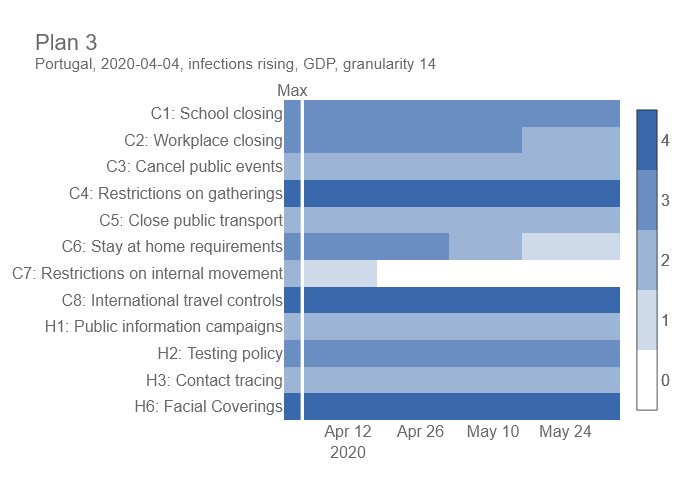 Plan 3
Portugal, 2020-04-04, infections rising, GDP, granularity 14
Max
C1: School closing
C2: Workplace closing
C3: Cancel public events
C4: Restrictions on gatherings
C5: Close public transport
C6: Stay at home requirements
C7: Restrictions on internal movement
C8: International travel controls
H1: Public information campaigns
H2: Testing policy
H3: Contact tracing
H6: Facial Coverings
4
3
2
1
0
Apr 12 Apr 26 May 10 May 24
2020